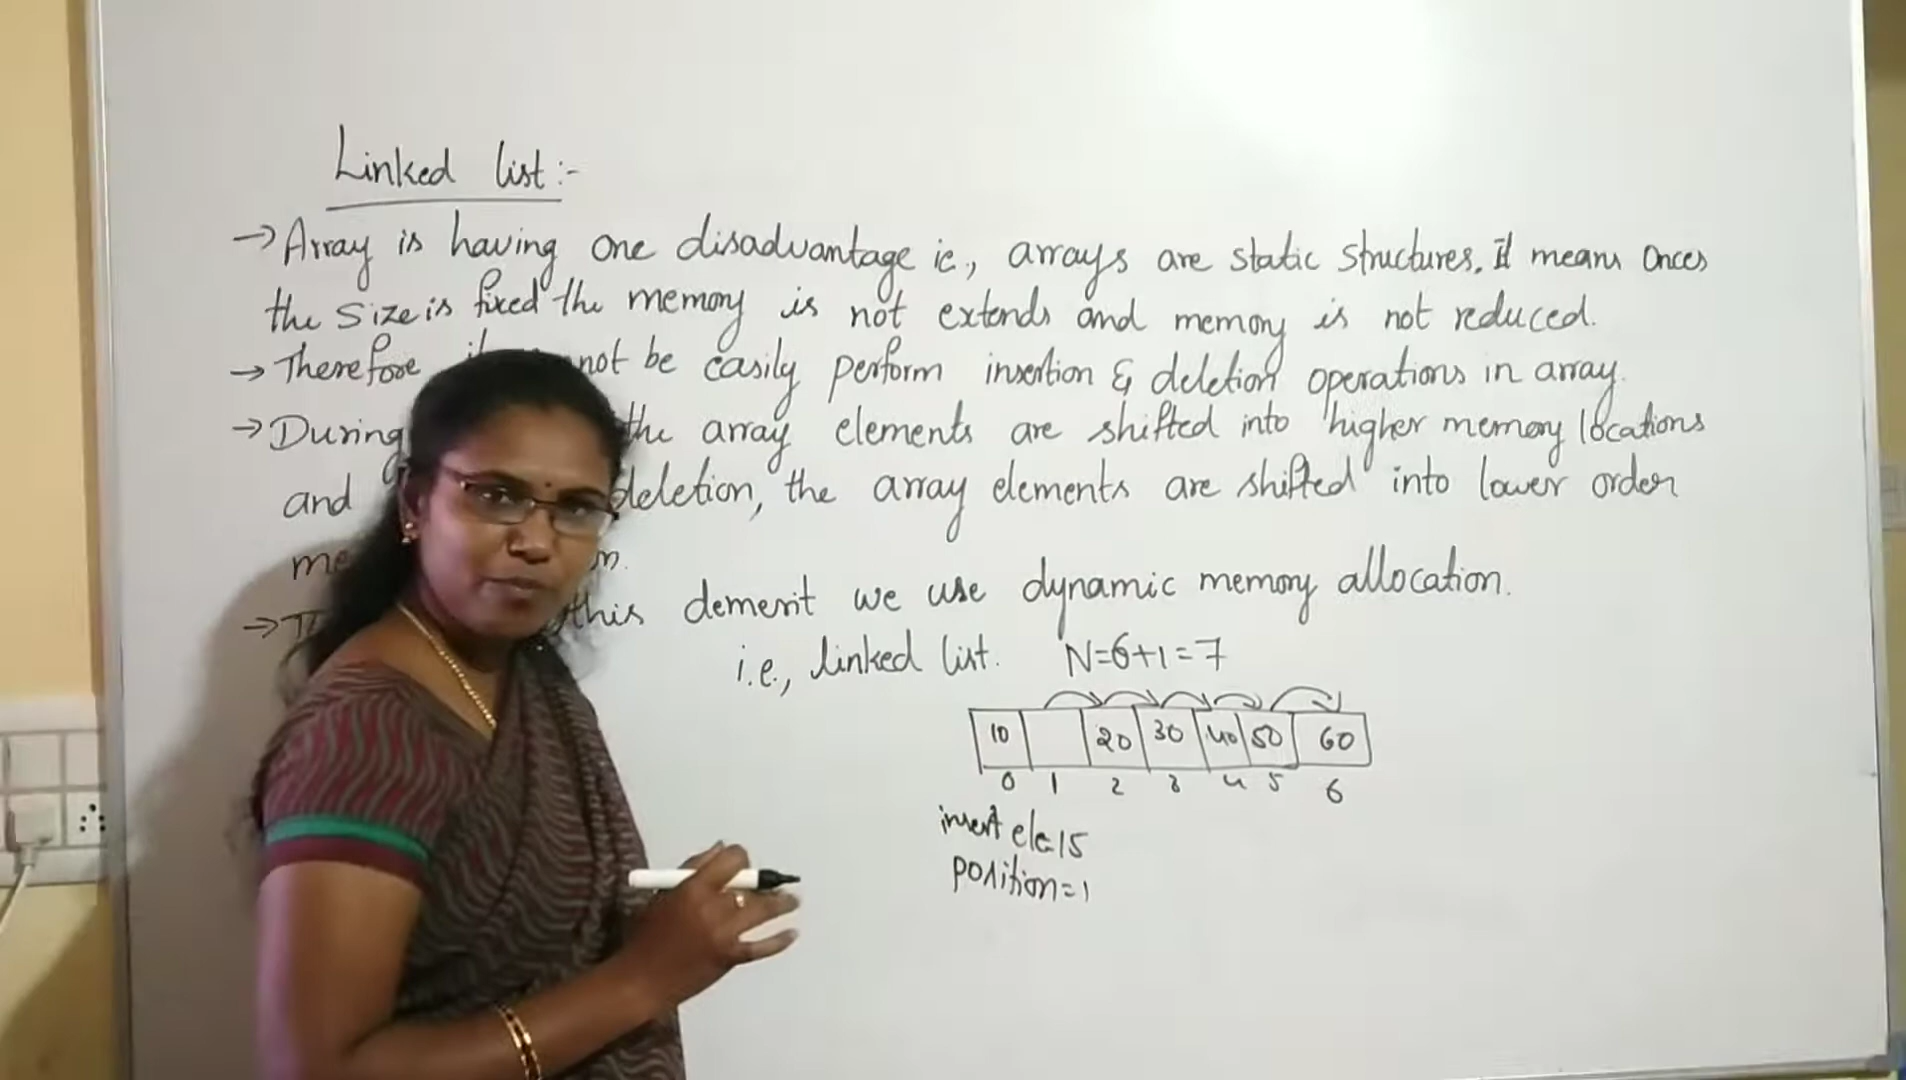 Linked list:-
→ Array is having one disadvantage ie., arrays are static structures. It means onces
the size is fixed the memory is not extends and memory is not reduced.
→ Therefore not be easily perform insertion & deletion operations in array.
→ During the array elements are shifted into higher memory locations
and deletion, the array elements are shifted into lower order
→ this demerit we use dynamic memory allocation.
i.e., linked list. N=6+1=7
10 20 30 40 50 60
0 1 2 3 4 5 6
insert ele=15
position=1